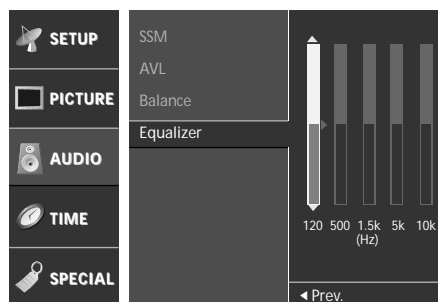 SETUP
PICTURE
AUDIO
TIME
SPECIAL
SSM
AVL
Balance
Equalizer
120 500 1.5k 5k 10k
(Hz)
Prev.